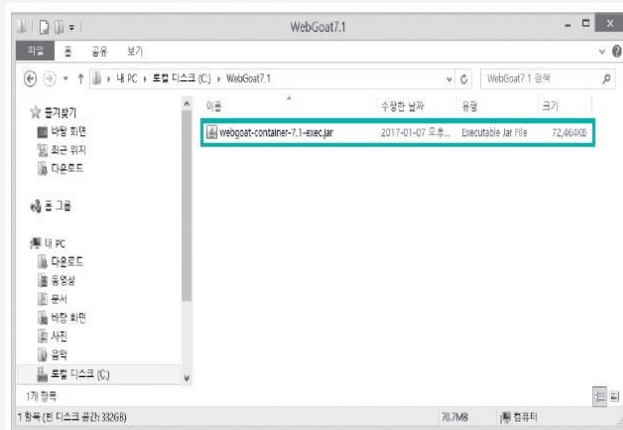 WebGoat7.1
파일 홈 공유 보기
내 PC ▸ 로컬 디스크 (C:) ▸ WebGoat7.1 WebGoat7.1 검색
이름 수정한 날짜 유형 크기
webgoat-container-7.1-exec.jar 2017-01-07 오후... Executable Jar File 72,464KB
즐겨찾기
바탕 화면
최근 위치
다운로드
홈 그룹
내 PC
다운로드
동영상
문서
바탕 화면
사진
음악
로컬 디스크 (C:)
1개 항목
1 항목 (빈 디스크 공간: 332GB) 70.7MB 컴퓨터